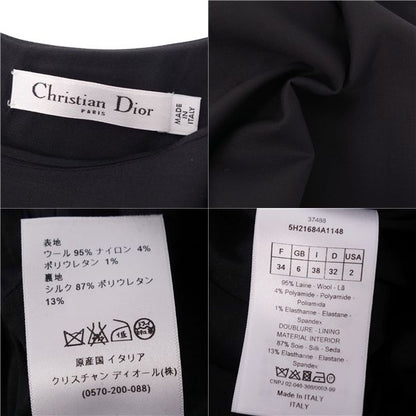 Christian Dior
PARIS
MADE
IN
ITALY
表地
ウール 95% ナイロン 4%
ポリウレタン 1%
裏地
シルク 87% ポリウレタン
13%
原産国 イタリア
クリスチャン ディオール(株)
(0570-200-088)
37488
5H21684A1148
F GB I D USA
34 6 38 32 2
95% Laine - Wool - Lã
4% Polyamide - Polyamide -
Poliamida
1% Elasthanne - Elastane -
Spandex
DOUBLURE - LINING
MATERIAL INTERIOR
87% Soie - Silk - Seda
13% Elasthanne - Elastane -
Spandex
MADE IN ITALY